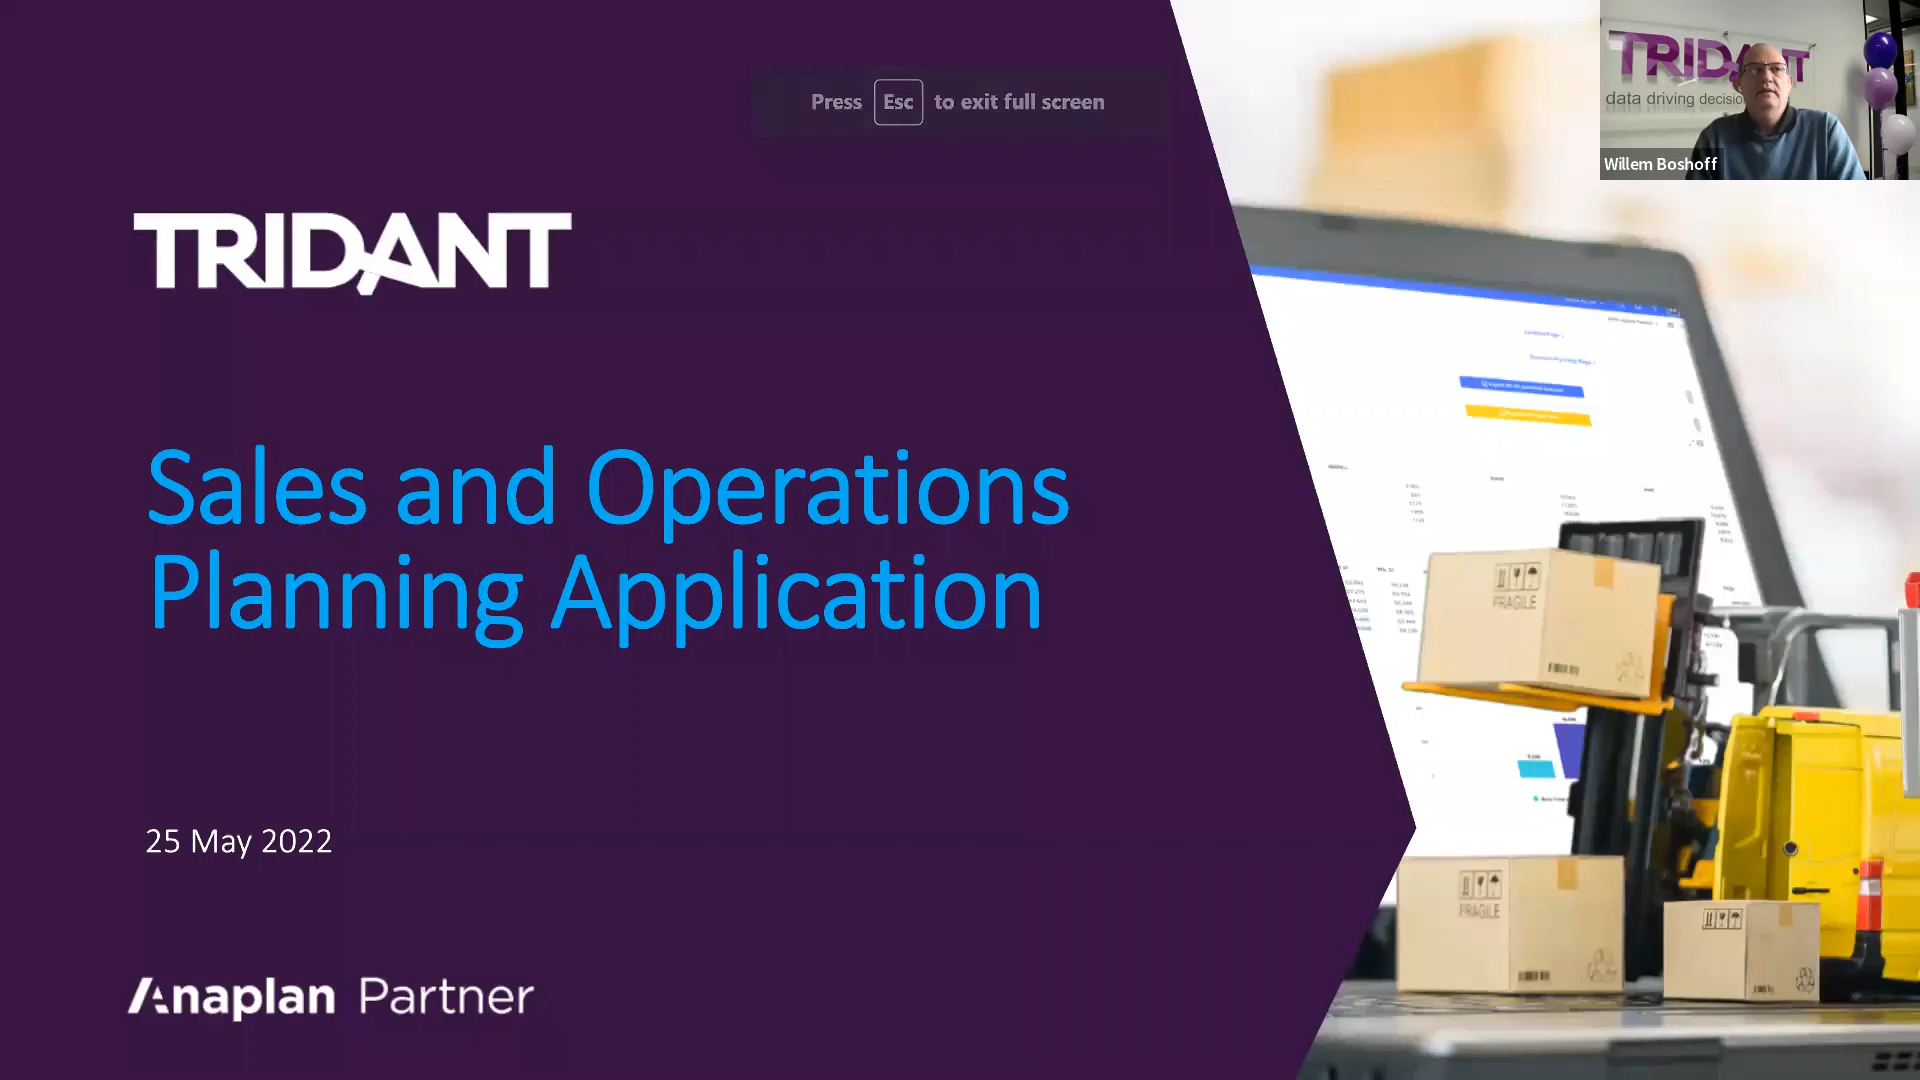 Press Esc to exit full screen
TRIDANT
data driving decisio
Willem Boshoff
TRIDANT
Sales and Operations
Planning Application
25 May 2022
Anaplan Partner
FRAGILE
FRAGILE